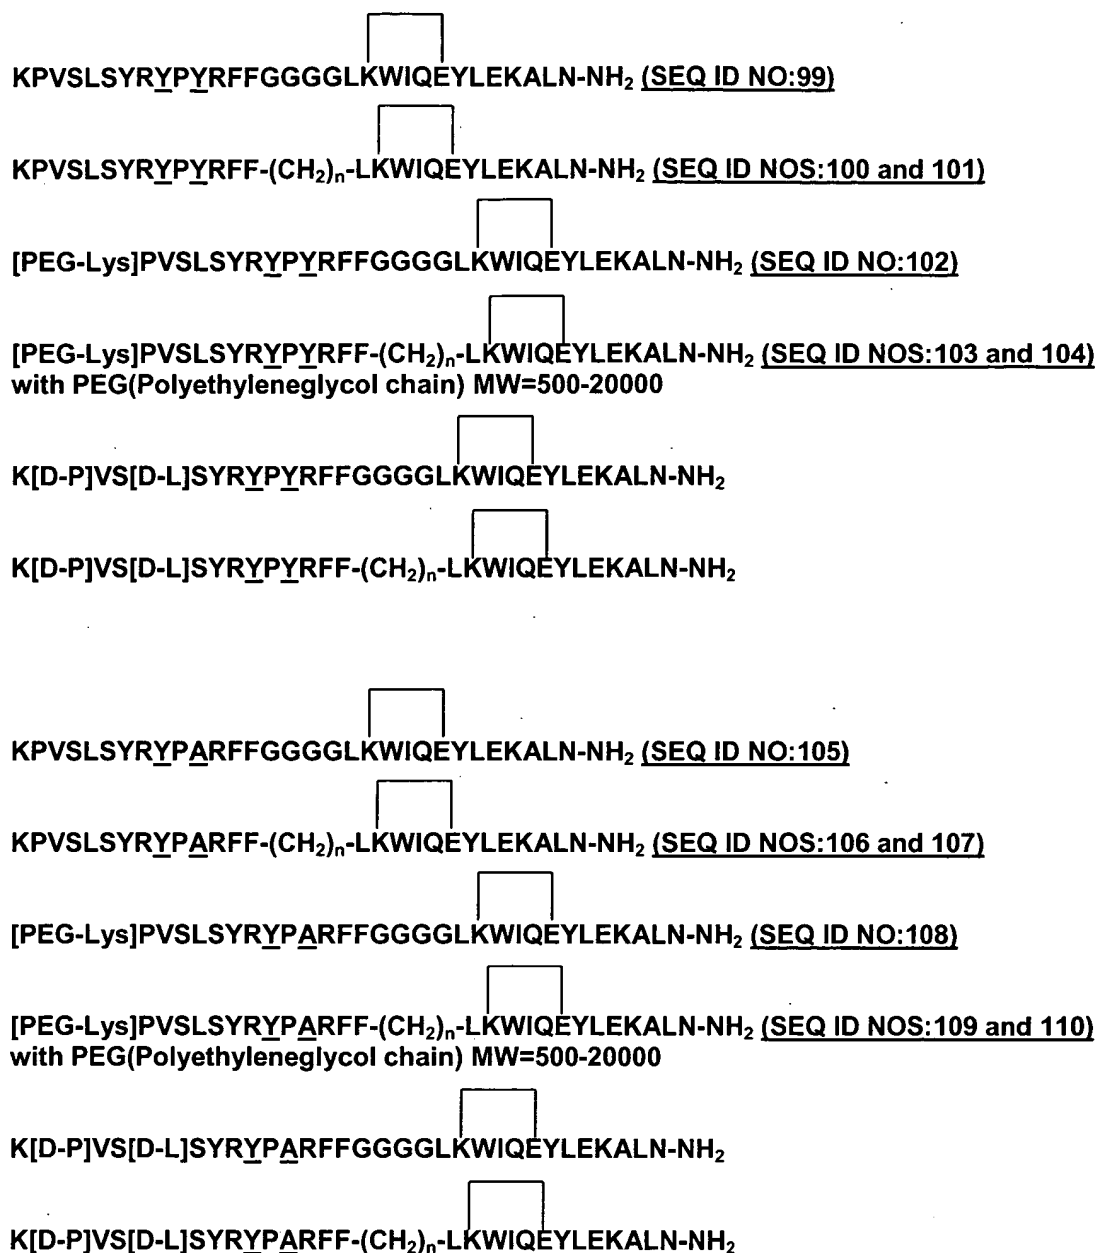 KPVSLSYRYPYRFFGGGGLKWIQEYLEKALN-NH2 (SEQ ID NO:99)
KPVSLSYRYPYRFF-(CH2)n-LKWIQEYLEKALN-NH2 (SEQ ID NOS:100 and 101)
[PEG-Lys]PVSLSYRYPYRFFGGGGLKWIQEYLEKALN-NH2 (SEQ ID NO:102)
[PEG-Lys]PVSLSYRYPYRFF-(CH2)n-LKWIQEYLEKALN-NH2 (SEQ ID NOS:103 and 104)
with PEG(Polyethyleneglycol chain) MW=500-20000
K[D-P]VS[D-L]SYRYPYRFFGGGGLKWIQEYLEKALN-NH2
K[D-P]VS[D-L]SYRYPYRFF-(CH2)n-LKWIQEYLEKALN-NH2
KPVSLSYRYPARFFGGGGLKWIQEYLEKALN-NH2 (SEQ ID NO:105)
KPVSLSYRYPARFF-(CH2)n-LKWIQEYLEKALN-NH2 (SEQ ID NOS:106 and 107)
[PEG-Lys]PVSLSYRYPARFFGGGGLKWIQEYLEKALN-NH2 (SEQ ID NO:108)
[PEG-Lys]PVSLSYRYPARFF-(CH2)n-LKWIQEYLEKALN-NH2 (SEQ ID NOS:109 and 110)
with PEG(Polyethyleneglycol chain) MW=500-20000
K[D-P]VS[D-L]SYRYPARFFGGGGLKWIQEYLEKALN-NH2
K[D-P]VS[D-L]SYRYPARFF-(CH2)n-LKWIQEYLEKALN-NH2